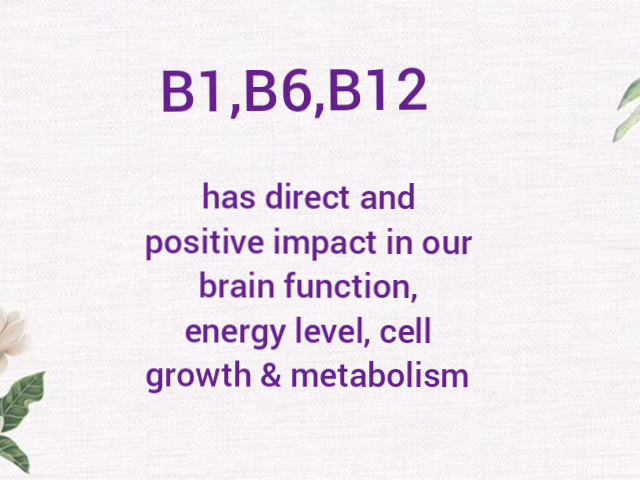 B1,B6,B12
has direct and
positive impact in our
brain function,
energy level, cell
growth & metabolism